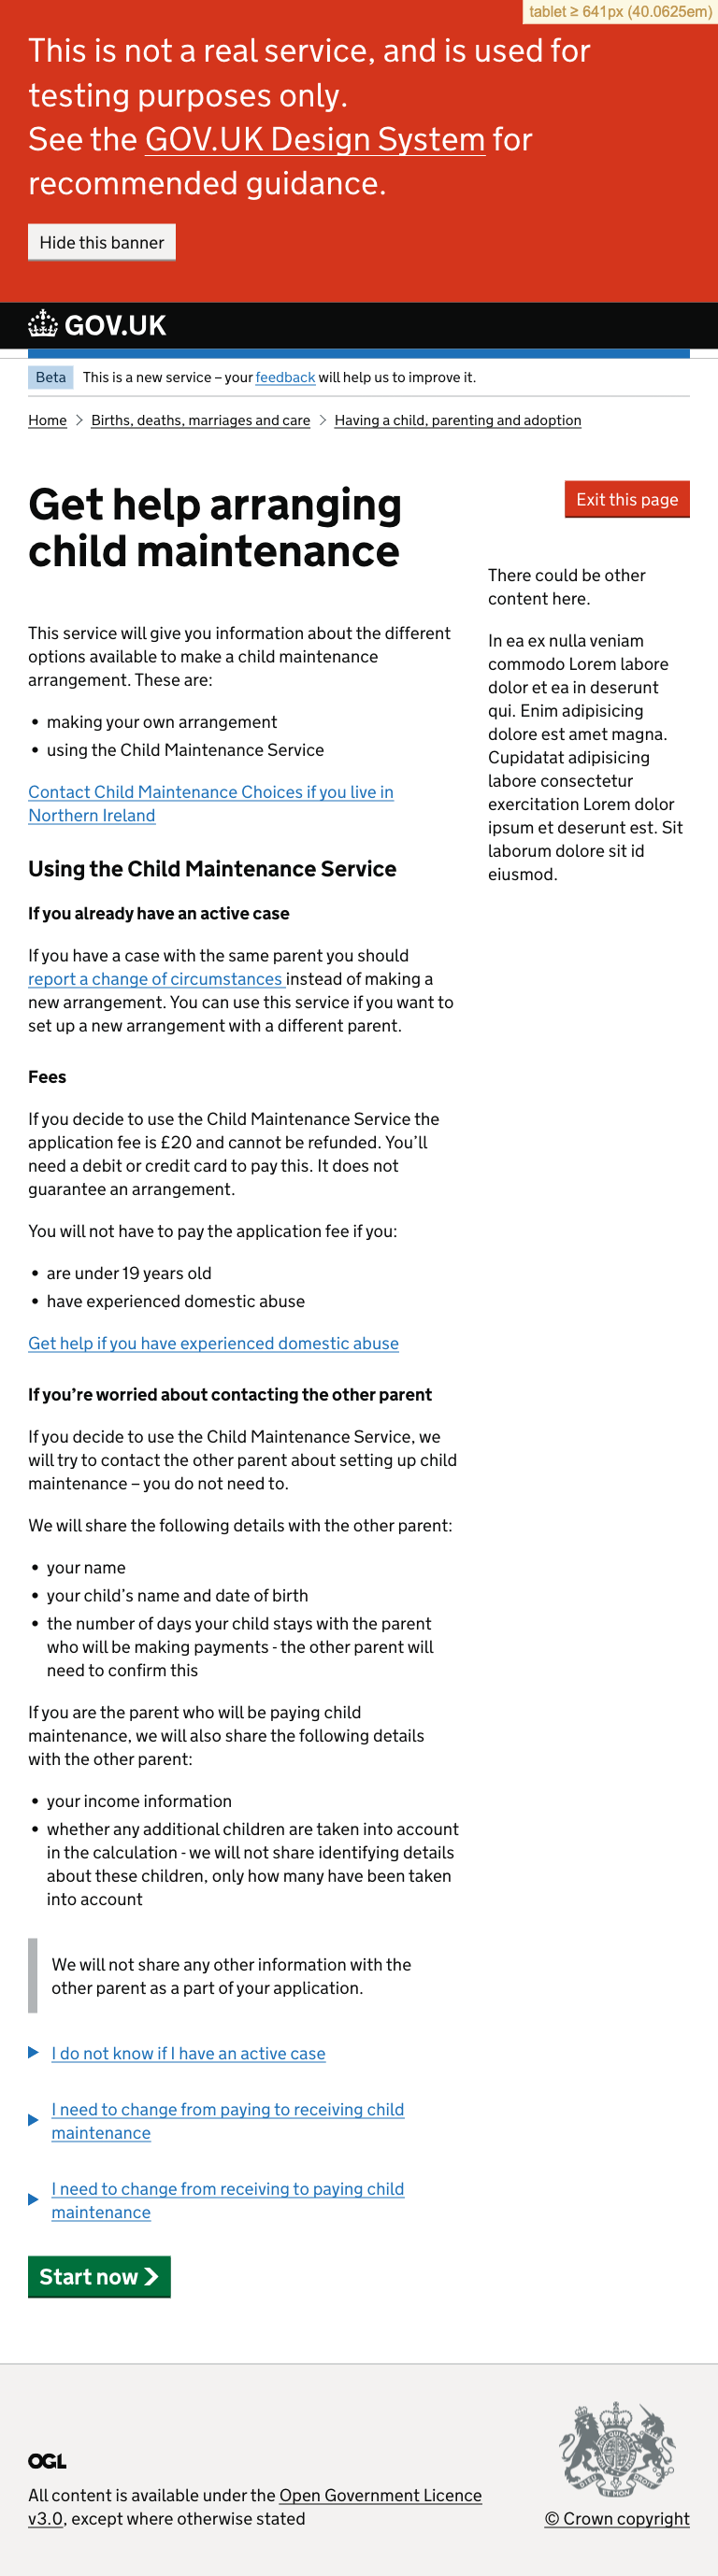 tablet ≥ 641px (40.0625em)
This is not a real service, and is used for
testing purposes only.
See the GOV.UK Design System for
recommended guidance.
Hide this banner
GOV.UK
Beta This is a new service – your feedback will help us to improve it.
Home Births, deaths, marriages and care Having a child, parenting and adoption
Get help arranging
child maintenance
Exit this page
There could be other
content here.
In ea ex nulla veniam
commodo Lorem labore
dolor et ea in deserunt
qui. Enim adipisicing
dolore est amet magna.
Cupidatat adipisicing
labore consectetur
exercitation Lorem dolor
ipsum et deserunt est. Sit
laborum dolore sit id
eiusmod.
This service will give you information about the different
options available to make a child maintenance
arrangement. These are:
• making your own arrangement
• using the Child Maintenance Service
Contact Child Maintenance Choices if you live in
Northern Ireland
Using the Child Maintenance Service
If you already have an active case
If you have a case with the same parent you should
report a change of circumstances instead of making a
new arrangement. You can use this service if you want to
set up a new arrangement with a different parent.
Fees
If you decide to use the Child Maintenance Service the
application fee is £20 and cannot be refunded. You’ll
need a debit or credit card to pay this. It does not
guarantee an arrangement.
You will not have to pay the application fee if you:
• are under 19 years old
• have experienced domestic abuse
Get help if you have experienced domestic abuse
If you’re worried about contacting the other parent
If you decide to use the Child Maintenance Service, we
will try to contact the other parent about setting up child
maintenance – you do not need to.
We will share the following details with the other parent:
• your name
• your child’s name and date of birth
• the number of days your child stays with the parent
who will be making payments - the other parent will
need to confirm this
If you are the parent who will be paying child
maintenance, we will also share the following details
with the other parent:
• your income information
• whether any additional children are taken into account
in the calculation - we will not share identifying details
about these children, only how many have been taken
into account
We will not share any other information with the
other parent as a part of your application.
I do not know if I have an active case
I need to change from paying to receiving child
maintenance
I need to change from receiving to paying child
maintenance
Start now
OGL
All content is available under the Open Government Licence
v3.0, except where otherwise stated
© Crown copyright